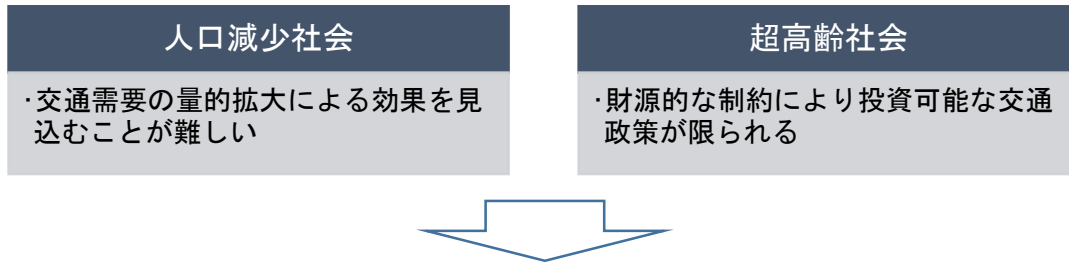 人口減少社会
・交通需要の量的拡大による効果を見
込むことが難しい
超高齢社会
・財源的な制約により投資可能な交通
政策が限られる